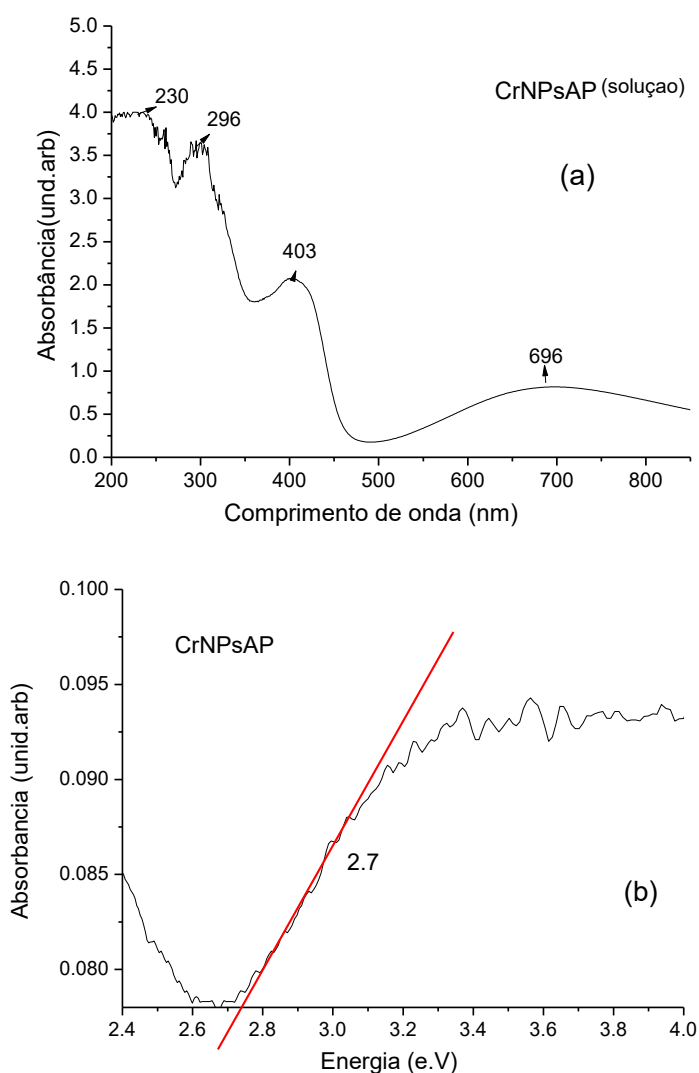 5.0
4.5
4.0
3.5
3.0
2.5
2.0
1.5
1.0
0.5
0.0
Absorbância(und.arb)
230
296
403
696
CrNPsAP (soluçao)
(a)
200 300 400 500 600 700 800
Comprimento de onda (nm)
0.100
0.095
0.090
0.085
0.080
Absorbancia (unid.arb)
CrNPsAP
2.7
(b)
2.4 2.6 2.8 3.0 3.2 3.4 3.6 3.8 4.0
Energia (e.V)